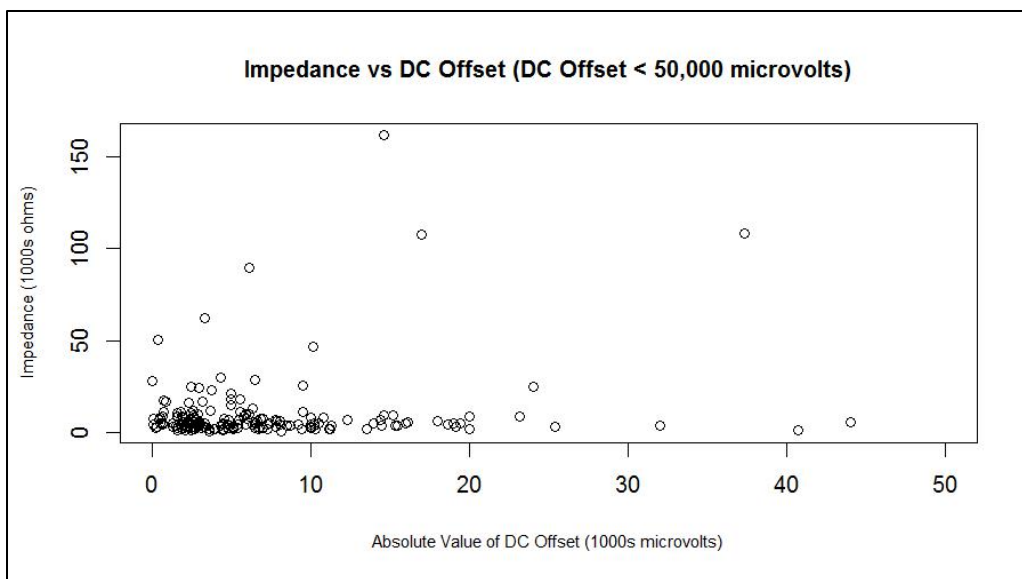 Impedance vs DC Offset (DC Offset < 50,000 microvolts)
Impedance (1000s ohms)
150
100
50
0
0 10 20 30 40 50
Absolute Value of DC Offset (1000s microvolts)